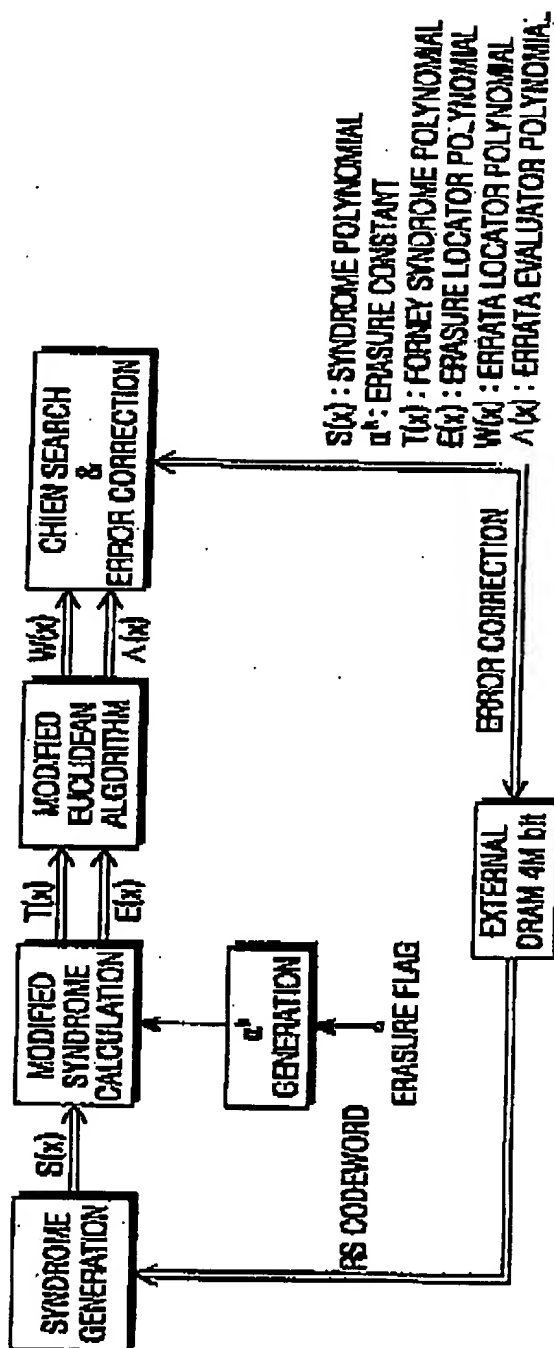 SYNDROME
GENERATION
S(x)
MODIFIED
SYNDROME
CALCULATION
T(x)
E(x)
MODIFIED
EUCLIDEAN
ALGORITHM
W(x)
Λ(x)
CHIEN SEARCH
&
ERROR CORRECTION
αᵏ
GENERATION
ERASURE FLAG
RS CODEWORD
EXTERNAL
DRAM 4M bit
ERROR CORRECTION
S(x) : SYNDROME POLYNOMIAL
αᵏ : ERASURE CONSTANT
T(x) : FORNEY SYNDROME POLYNOMIAL
E(x) : ERASURE LOCATOR POLYNOMIAL
W(x) : ERRATA LOCATOR POLYNOMIAL
Λ(x) : ERRATA EVALUATOR POLYNOMIAL